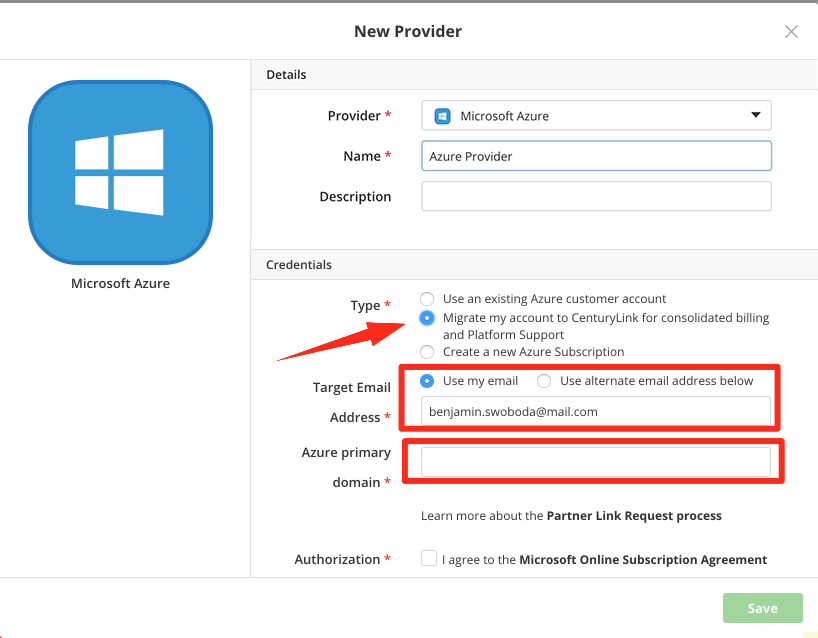 New Provider
Details
Microsoft Azure
Provider *
Microsoft Azure
Name *
Azure Provider
Description
Credentials
Type *
Use an existing Azure customer account
Migrate my account to CenturyLink for consolidated billing
and Platform Support
Create a new Azure Subscription
Target Email
Address *
Use my email
Use alternate email address below
benjamin.swoboda@mail.com
Azure primary
domain *
Learn more about the Partner Link Request process
Authorization *
I agree to the Microsoft Online Subscription Agreement
Save